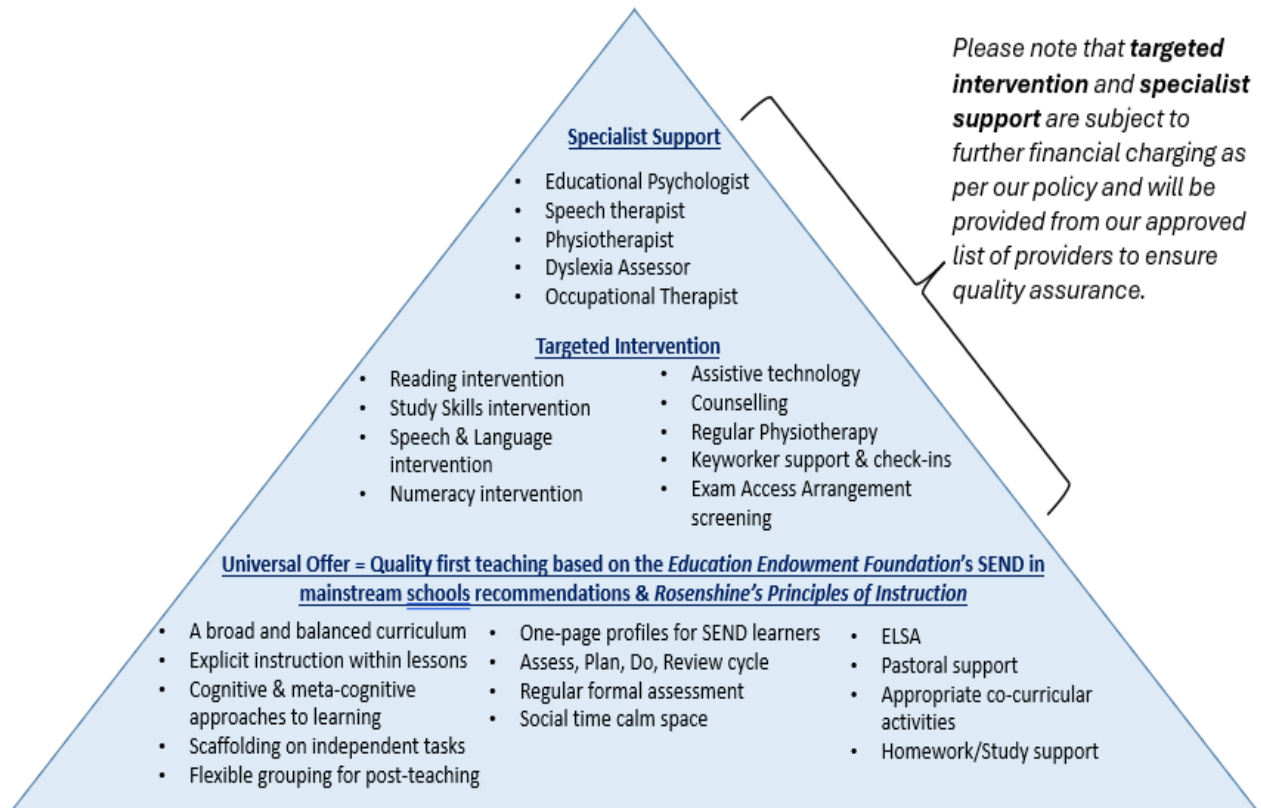 Please note that targeted
intervention and specialist
support are subject to
further financial charging as
per our policy and will be
provided from our approved
list of providers to ensure
quality assurance.
Specialist Support
• Educational Psychologist
• Speech therapist
• Physiotherapist
• Dyslexia Assessor
• Occupational Therapist
Targeted Intervention
• Reading intervention
• Study Skills intervention
• Speech & Language
intervention
• Numeracy intervention
• Assistive technology
• Counselling
• Regular Physiotherapy
• Keyworker support & check-ins
• Exam Access Arrangement
screening
Universal Offer = Quality first teaching based on the Education Endowment Foundation's SEND in
mainstream schools recommendations & Rosenshine's Principles of Instruction
• A broad and balanced curriculum
• Explicit instruction within lessons
• Cognitive & meta-cognitive
approaches to learning
• Scaffolding on independent tasks
• Flexible grouping for post-teaching
• One-page profiles for SEND learners
• Assess, Plan, Do, Review cycle
• Regular formal assessment
• Social time calm space
• ELSA
• Pastoral support
• Appropriate co-curricular
activities
• Homework/Study support